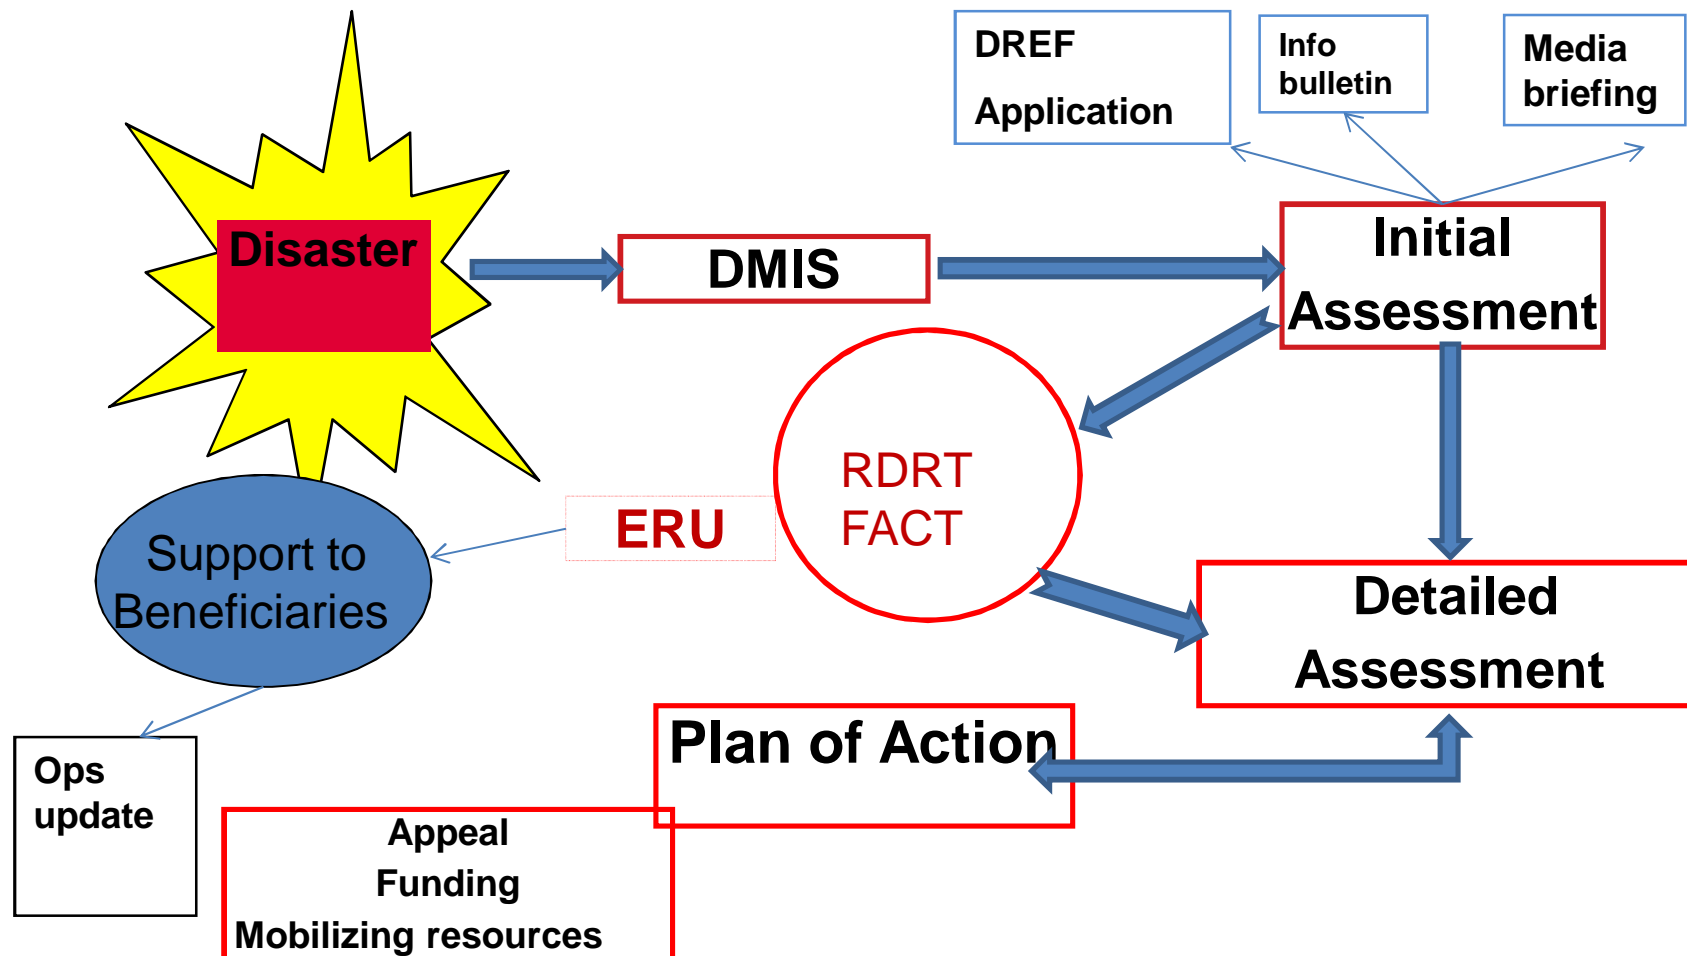 DREF
Application
Info
bulletin
Media
briefing
Disaster
DMIS
Initial
Assessment
RDRT
FACT
ERU
Support to
Beneficiaries
Detailed
Assessment
Plan of Action
Ops
update
Appeal
Funding
Mobilizing resources